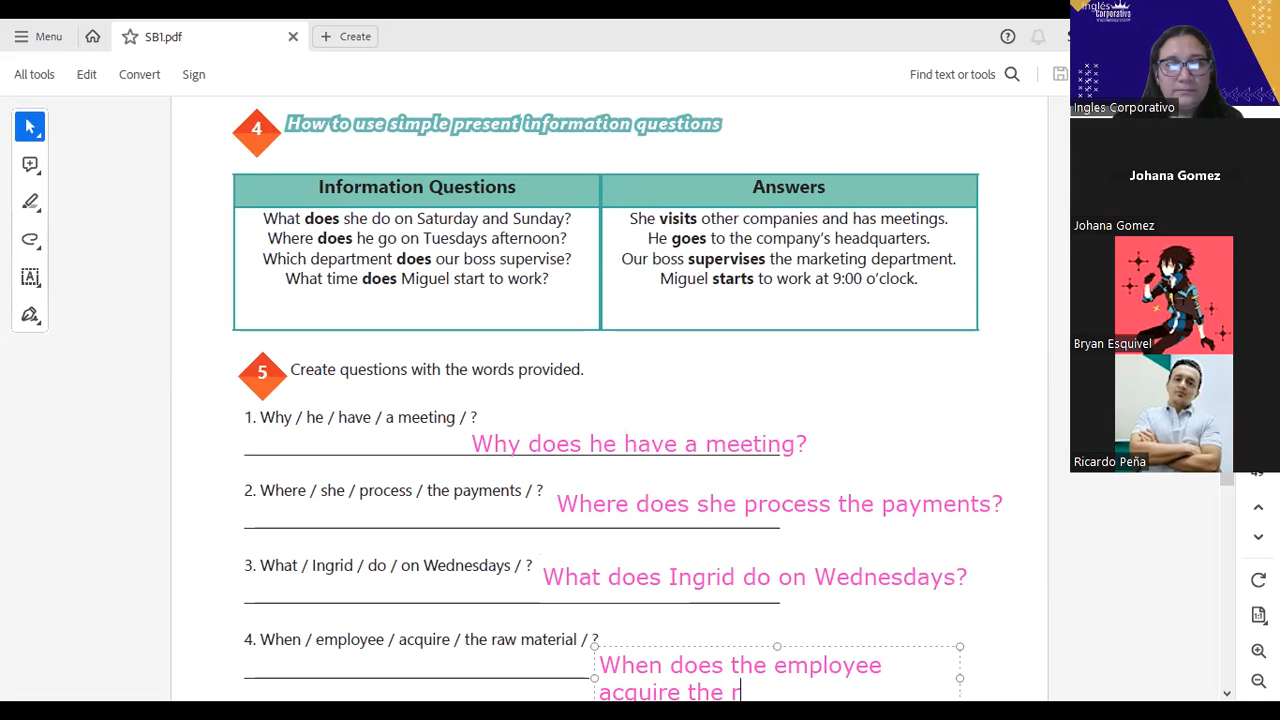 Menu
SB1.pdf
Create
All tools
Edit
Convert
Sign
Find text or tools
4
How to use simple present information questions
Information Questions
Answers
What does she do on Saturday and Sunday?
She visits other companies and has meetings.
Where does he go on Tuesdays afternoon?
He goes to the company's headquarters.
Which department does our boss supervise?
Our boss supervises the marketing department.
What time does Miguel start to work?
Miguel starts to work at 9:00 o'clock.
5
Create questions with the words provided.
1. Why / he / have / a meeting / ?
Why does he have a meeting?
2. Where / she / process / the payments / ?
Where does she process the payments?
3. What / Ingrid / do / on Wednesdays / ?
What does Ingrid do on Wednesdays?
4. When / employee / acquire / the raw material / ?
When does the employee
acquire the r
Inglés
corporativo
Ingles Corporativo
Johana Gomez
Johana Gomez
Bryan Esquivel
Ricardo Peña